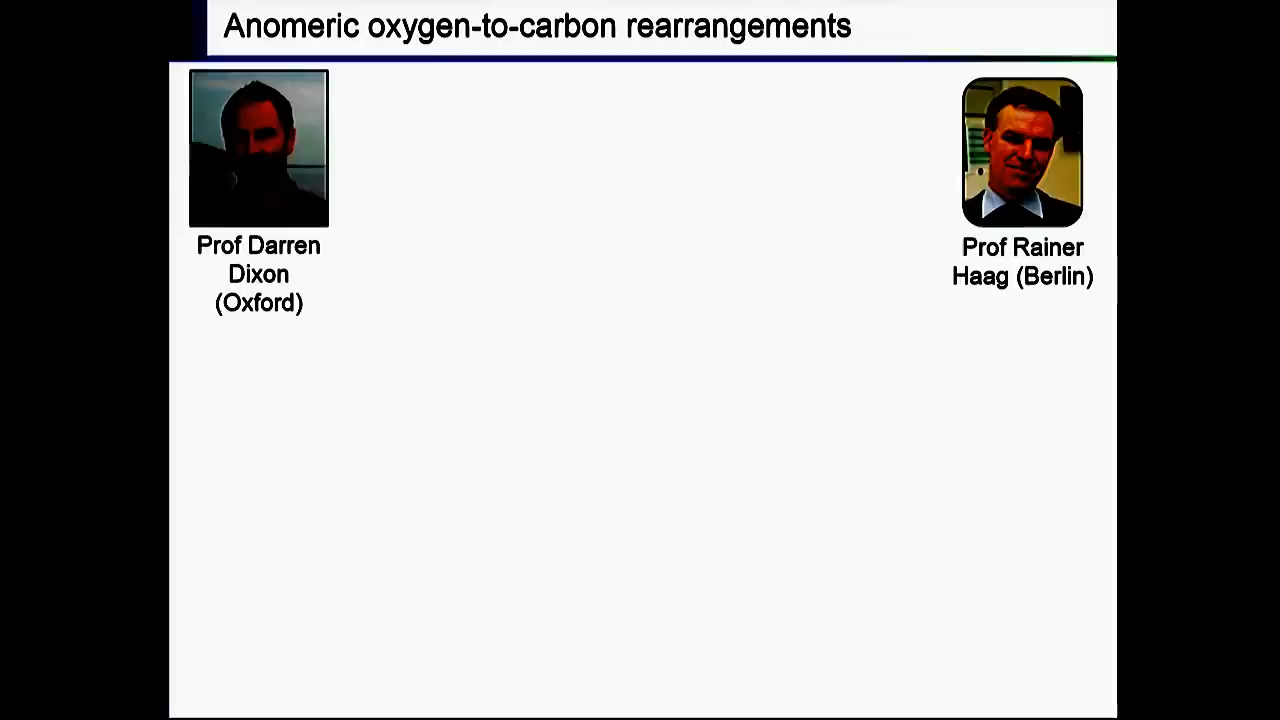 Anomeric oxygen-to-carbon rearrangements
Prof Darren
Dixon
(Oxford)
Prof Rainer
Haag (Berlin)